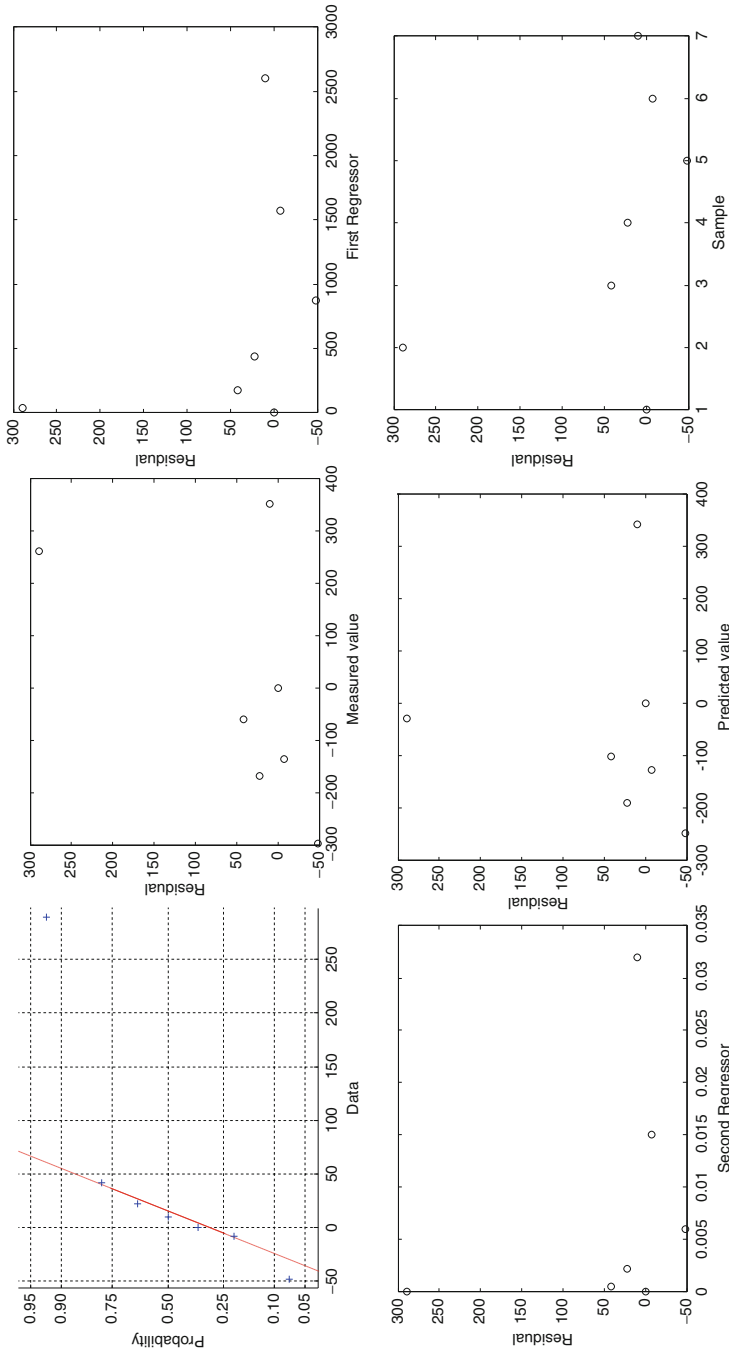 Probability
0.95
0.90
0.75
0.50
0.25
0.10
0.05
−50 0 50 100 150 200 250
Data
Residual
300
250
200
150
100
50
0
-50
−300 −200 −100 0 100 200 300 400
Measured value
Residual
300
250
200
150
100
50
0
-50
0 500 1000 1500 2000 2500 3000
First Regressor
Residual
300
250
200
150
100
50
0
-50
0 0.005 0.01 0.015 0.02 0.025 0.03 0.035
Second Regressor
Residual
300
250
200
150
100
50
0
-50
-300 -200 -100 0 100 200 300 400
Predicted value
Residual
300
250
200
150
100
50
0
-50
1 2 3 4 5 6 7
Sample